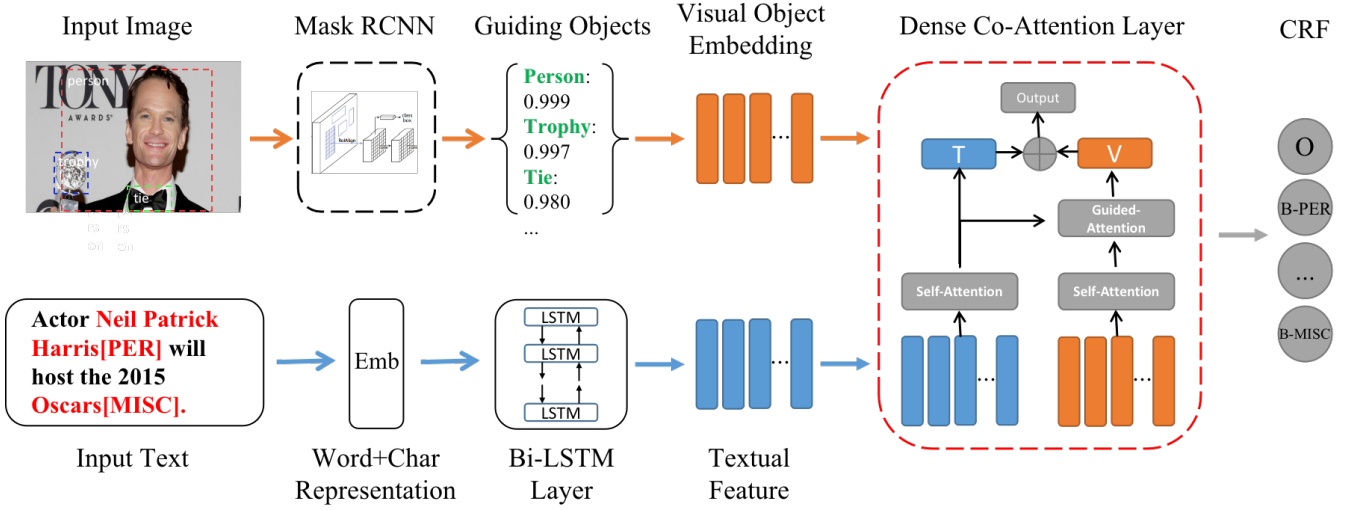 Input Image
Mask RCNN
Guiding Objects
Visual Object
Embedding
Dense Co-Attention Layer
CRF
TONY
AWARDS
person
trophy
tie
RoIAlign
class
box
Person:
0.999
Trophy:
0.997
Tie:
0.980
...
...
Output
T
V
Guided-
Attention
Self-Attention
Self-Attention
...
...
O
B-PER
...
B-MISC
Actor Neil Patrick
Harris[PER] will
host the 2015
Oscars[MISC].
Emb
LSTM
LSTM
LSTM
...
Input Text
Word+Char
Representation
Bi-LSTM
Layer
Textual
Feature